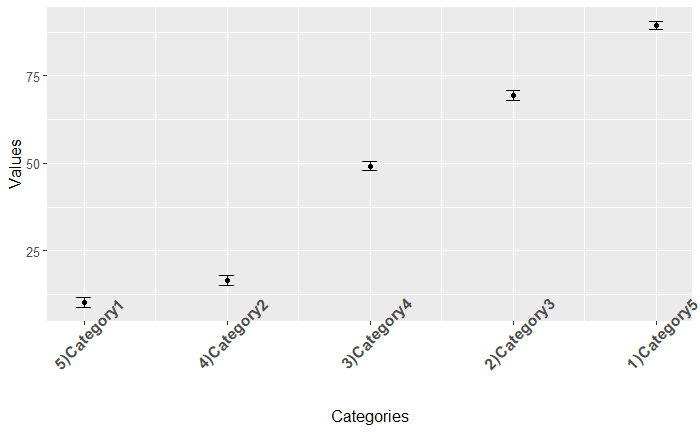 75
50
25
Values
5)Category1
4)Category2
3)Category4
2)Category3
1)Category5
Categories